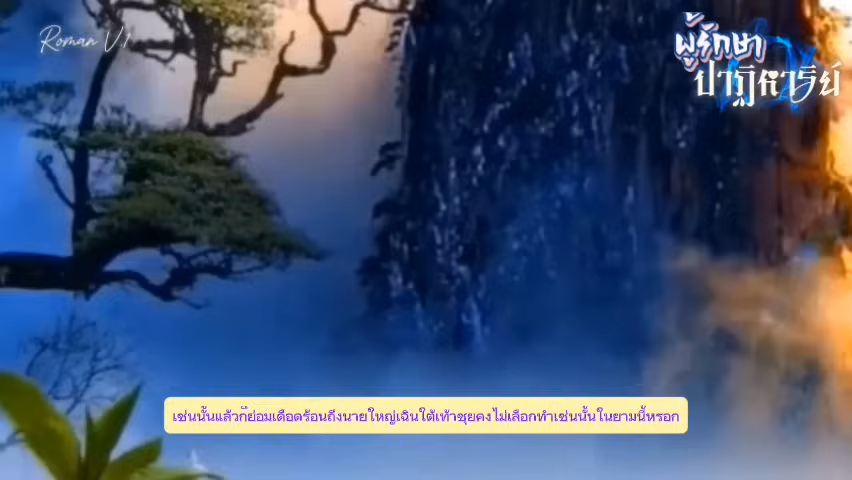 Roman V.1
ผู้รักษา
ปาฏิหาริย์
เช่นนั้นแล้วก็ย่อมเดือดร้อนถึงนายใหญ่เฉินใต้เท้าซุยคงไม่เลือกทำเช่นนั้นในยามนี้หรอก